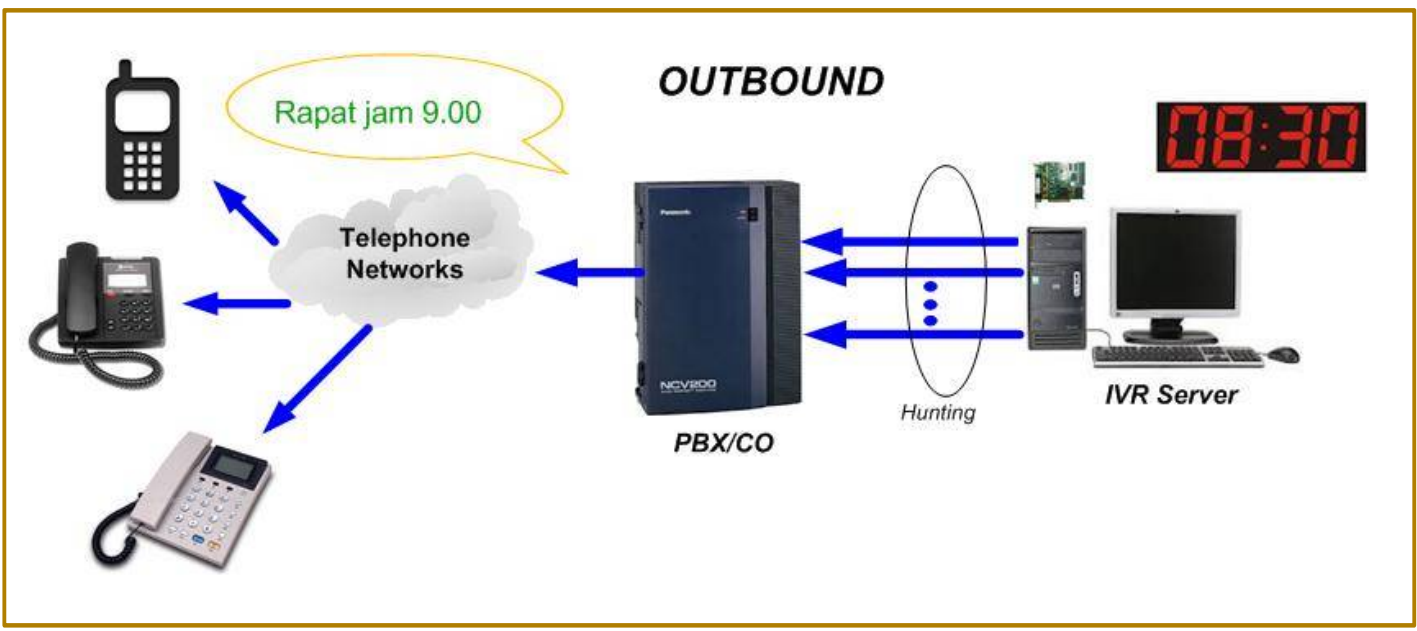 OUTBOUND
Rapat jam 9.00
08:30
Telephone
Networks
Panasonic
NCV200
Hunting
IVR Server
PBX/CO